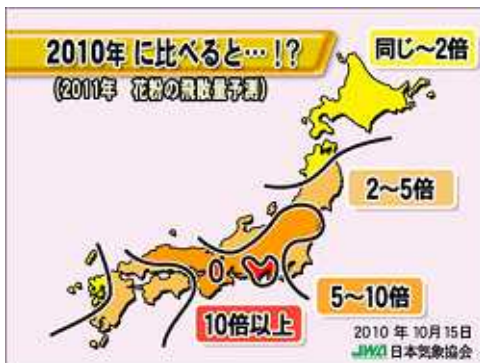 2010年 に比べると…!?
(2011年 花粉の飛散量予測)
同じ～2倍
2～5倍
5～10倍
10倍以上
2010 年 10月15日
JWA 日本気象協会